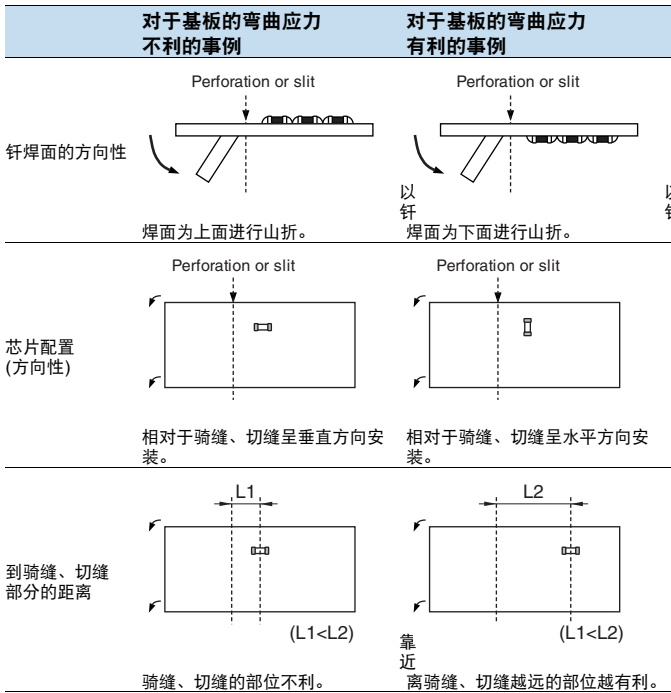 对于基板的弯曲应力
不利的事例
对于基板的弯曲应力
有利的事例
钎焊面的方向性
Perforation or slit
焊面为上面进行山折。
Perforation or slit
以
钎
焊面为下面进行山折。
芯片配置
(方向性)
Perforation or slit
相对于骑缝、切缝呈垂直方向安
装。
Perforation or slit
相对于骑缝、切缝呈水平方向安
装。
到骑缝、切缝
部分的距离
L1
(L1<L2)
骑缝、切缝的部位不利。
L2
(L1<L2)
靠
近
离骑缝、切缝越远的部位越有利。